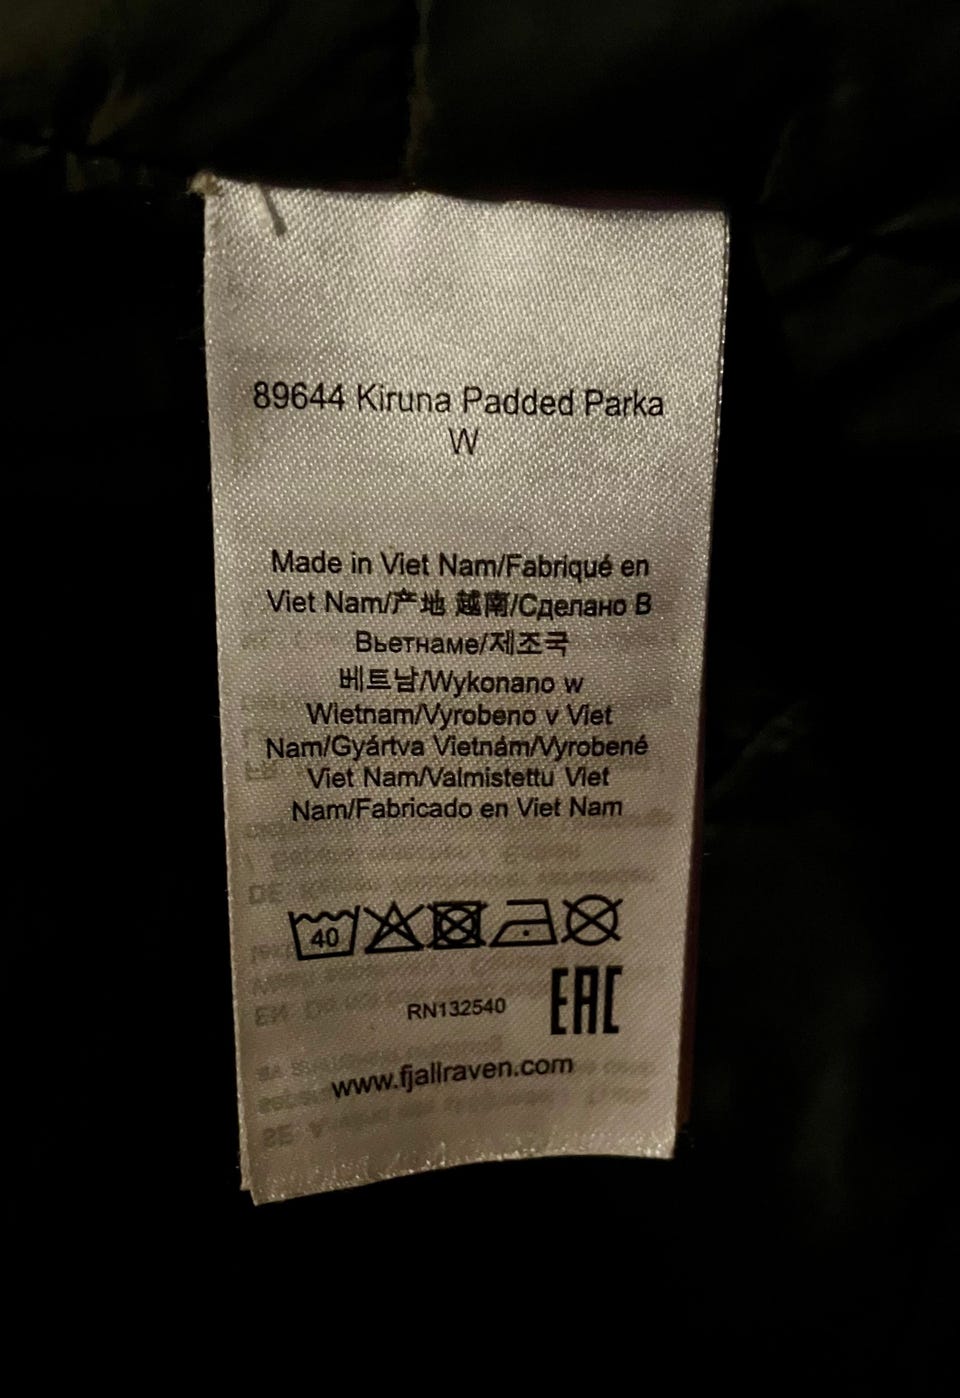 89644 Kiruna Padded Parka
W
Made in Viet Nam/Fabriqué en
Viet Nam/产地 越南/Сделано В
Вьетнаме/제조국
베트남/Wykonano w
Wietnam/Vyrobeno v Viet
Nam/Gyártva Vietnám/Vyrobené
Viet Nam/Valmistettu Viet
Nam/Fabricado en Viet Nam
40
RN132540
EAC
www.fjallraven.com